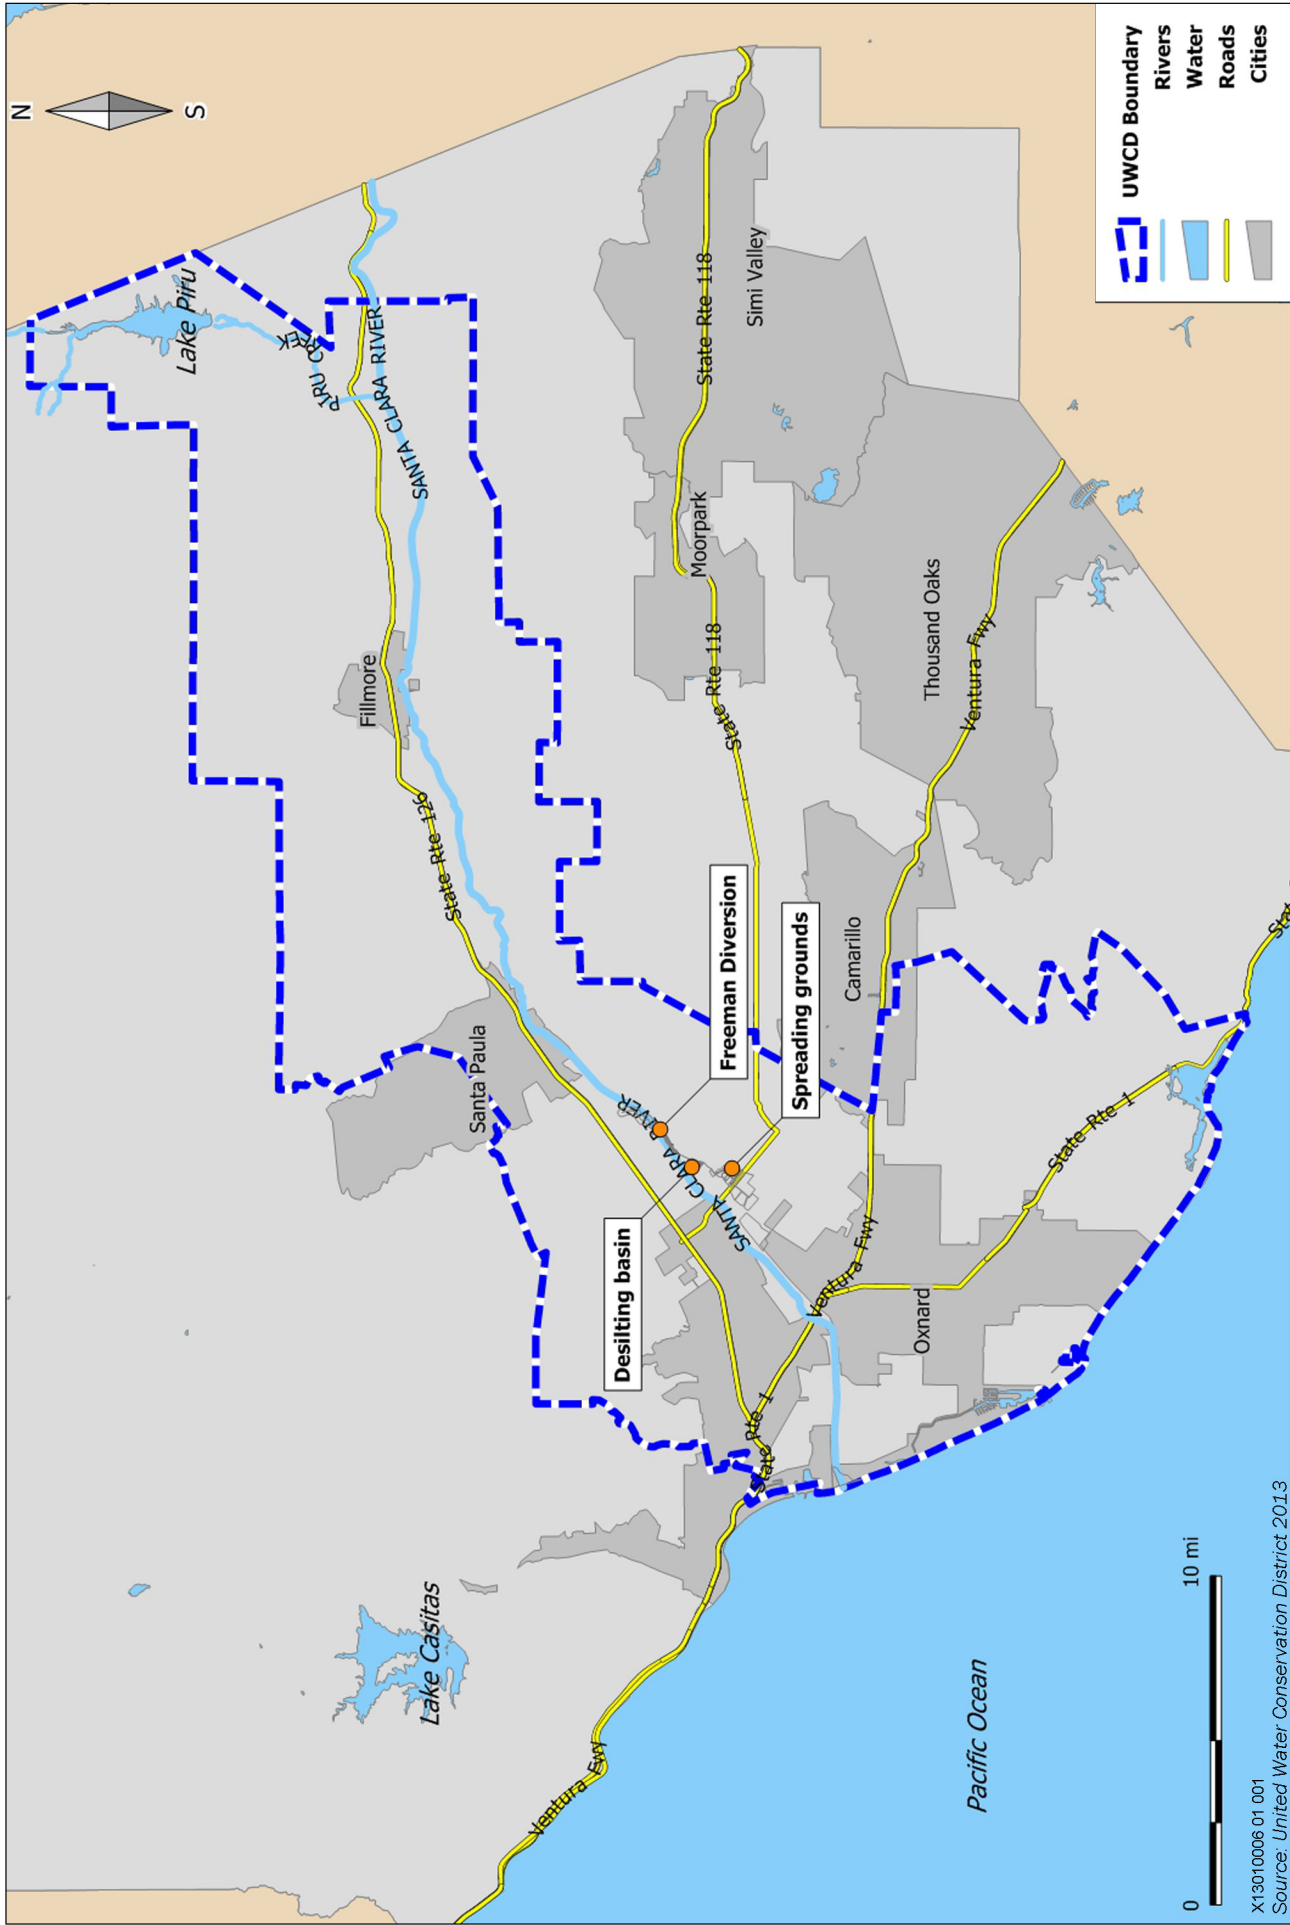 N
S
Lake Piru
PIRU CREEK
SANTA CLARA RIVER
Fillmore
State Rte 126
Santa Paula
Lake Casitas
Ventura Fwy
Moorpark
State Rte 118
Simi Valley
State Rte 118
State
Thousand Oaks
Ventura Fwy
Camarillo
Freeman Diversion
Spreading grounds
Desilting basin
SANTA CLARA RIVER
State Rte 1
Ventura Fwy
Oxnard
State Rte 1
Stat
Pacific Ocean
UWCD Boundary
Rivers
Water
Roads
Cities
0 10 mi
X13010006 01 001
Source: United Water Conservation District 2013